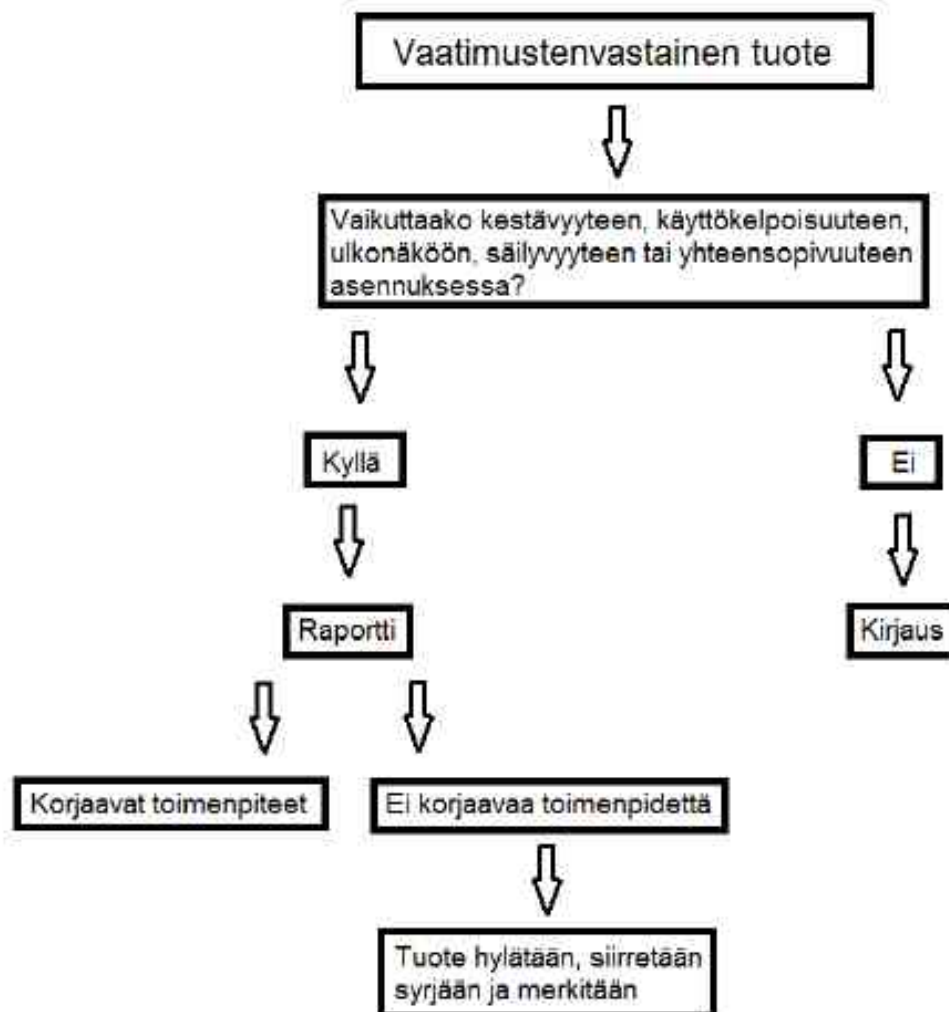 Vaatimustenvastainen tuote
Vaikuttaako kestävyyteen, käyttökelpoisuuteen,
ulkonäköön, säilyvyyteen tai yhteensopivuuteen
asennuksessa?
Kyllä
Ei
Raportti
Kirjaus
Korjaavat toimenpiteet
Ei korjaavaa toimenpidettä
Tuote hylätään, siirretään
syrjään ja merkitään